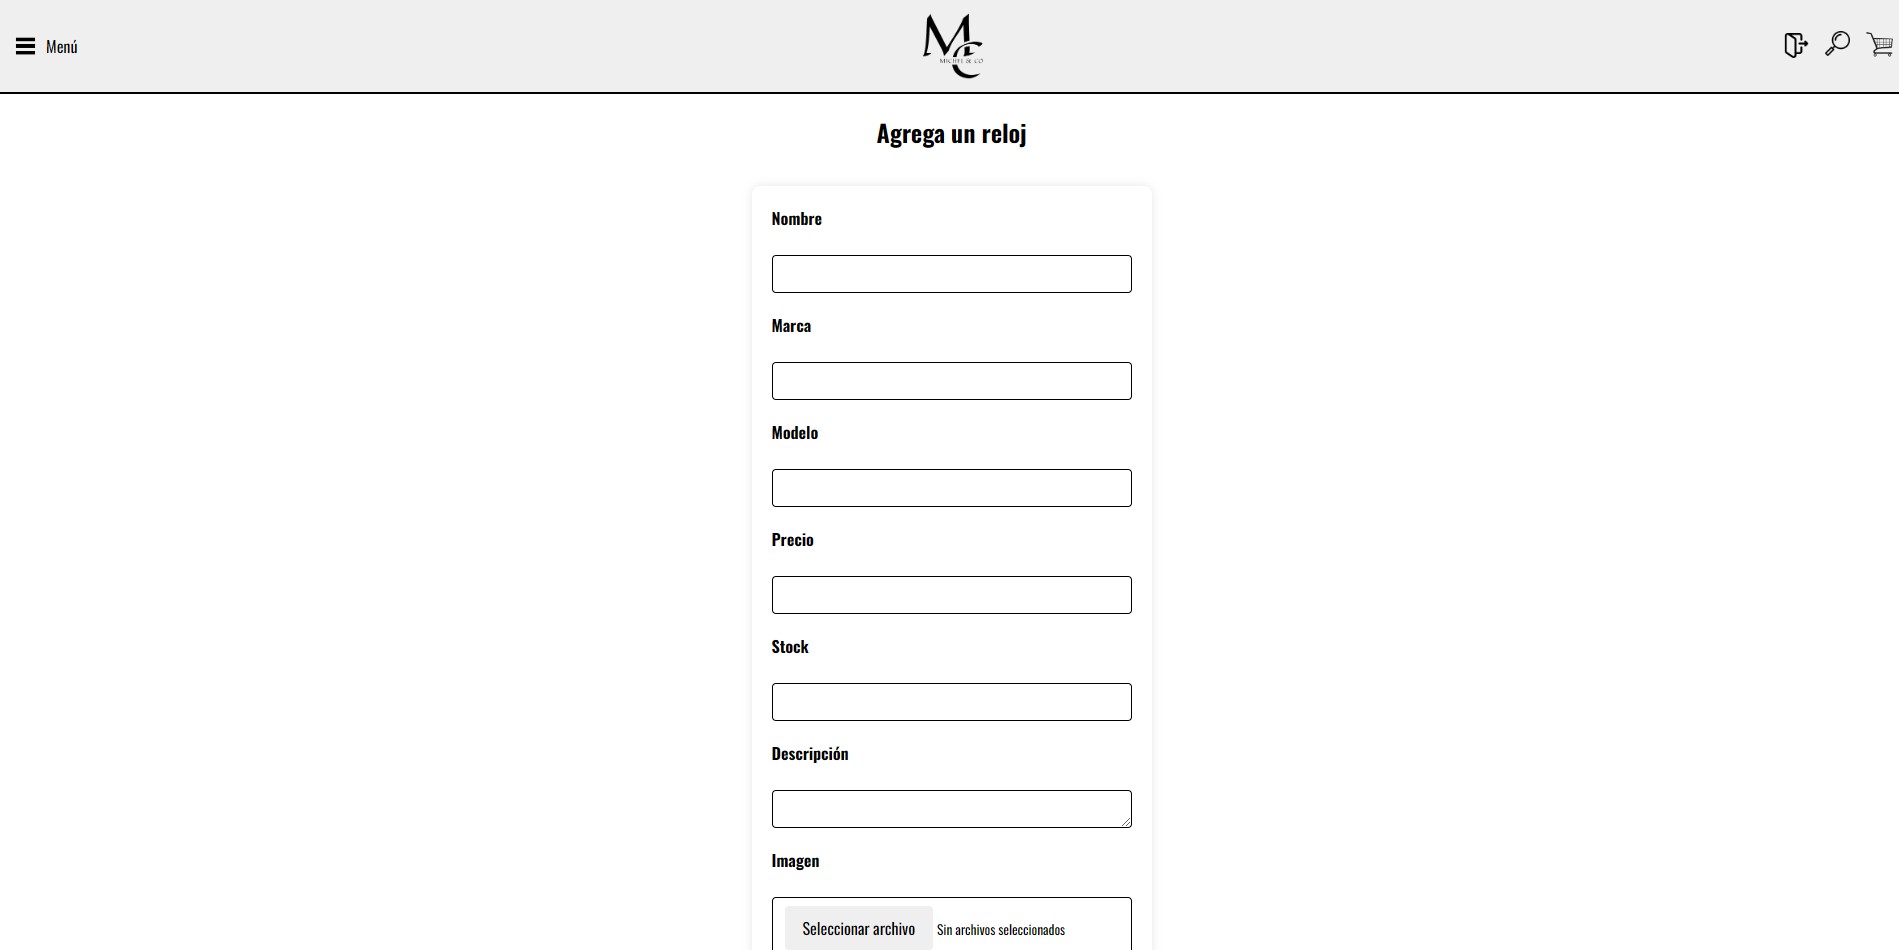 Menú
MC
MICHEL & CO
Agrega un reloj
Nombre
Marca
Modelo
Precio
Stock
Descripción
Imagen
Seleccionar archivo Sin archivos seleccionados